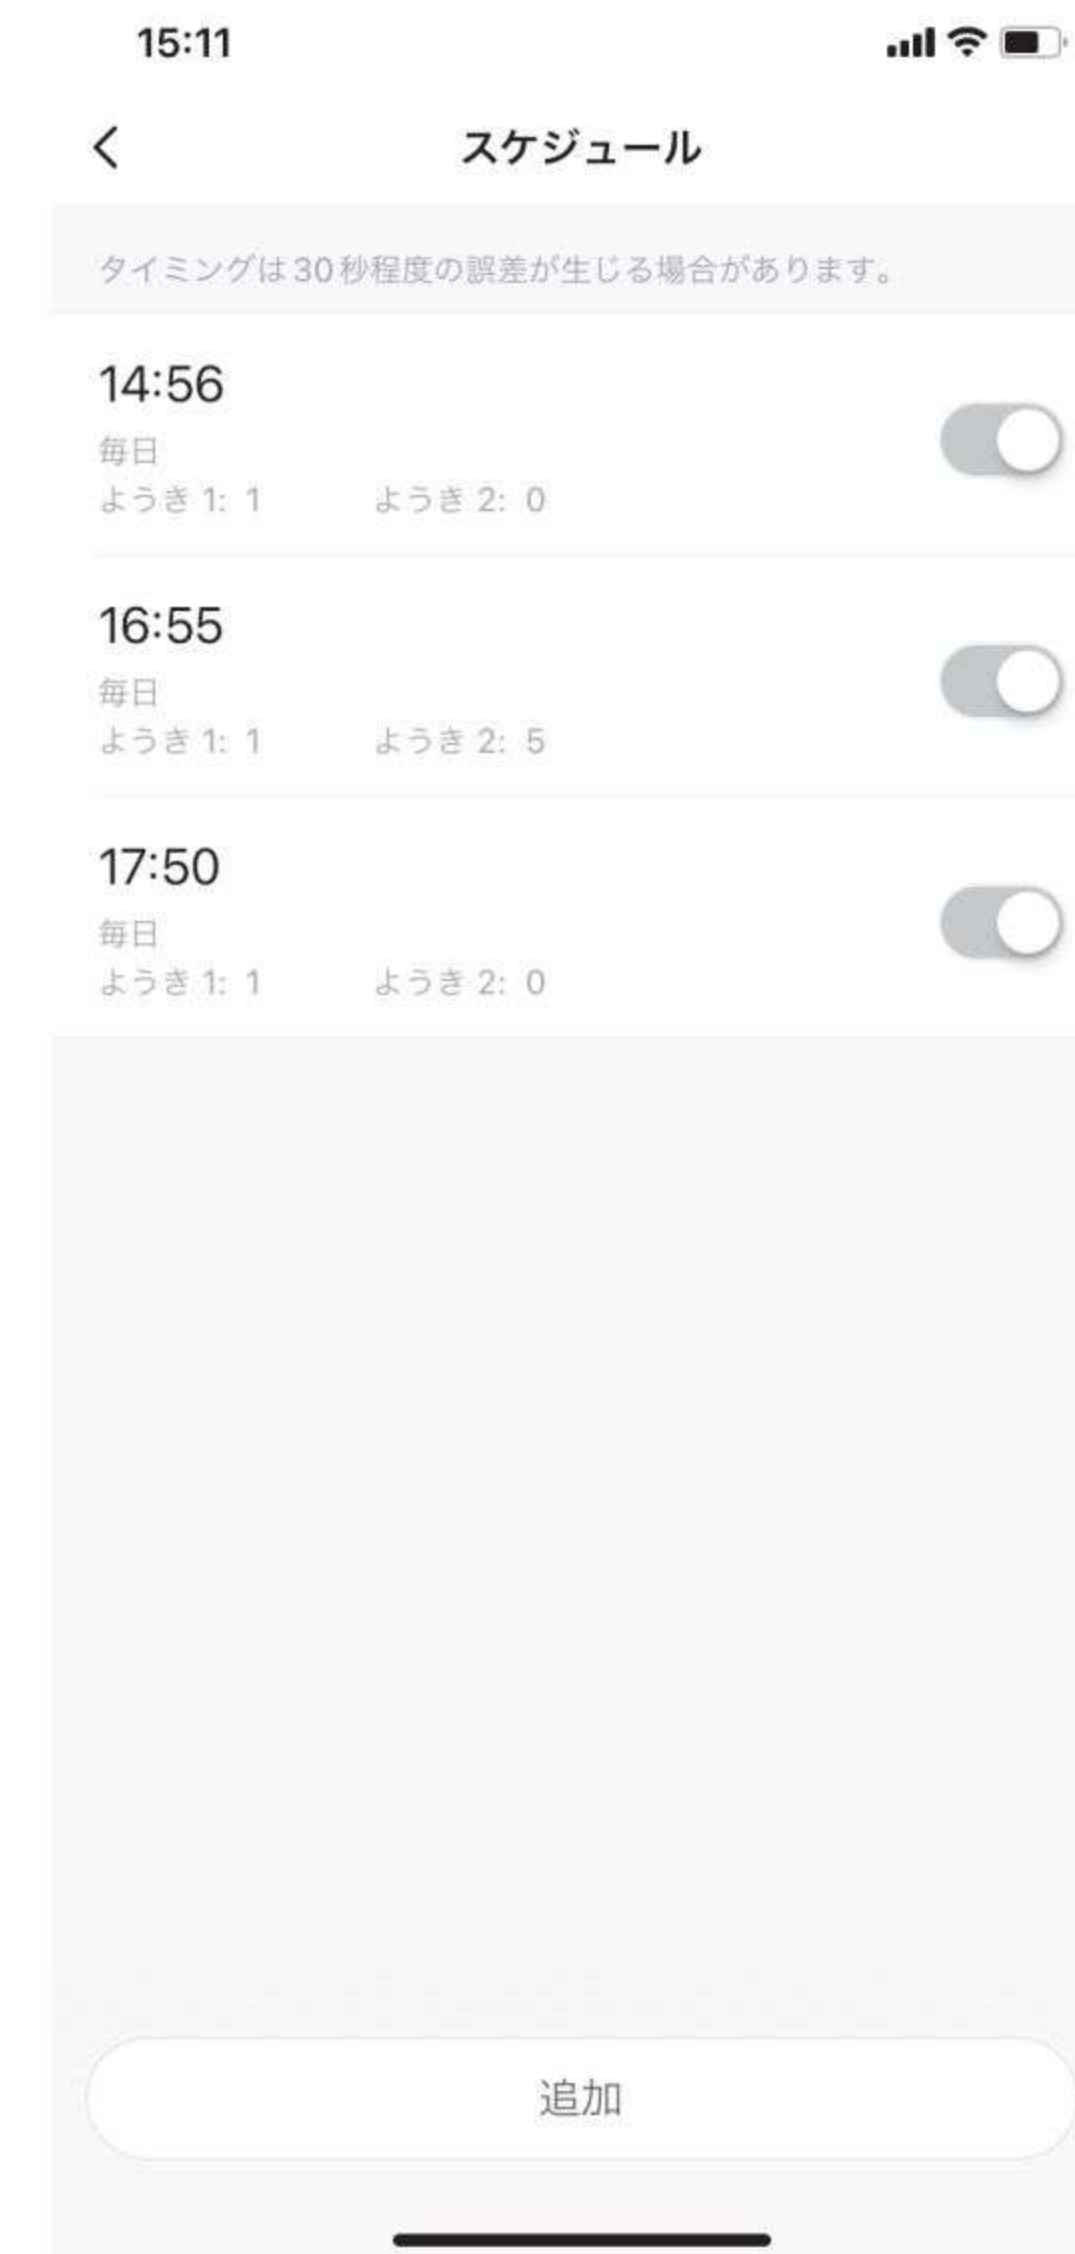 15:11
スケジュール
タイミングは30秒程度の誤差が生じる場合があります。
14:56
毎日
ようき 1: 1 ようき 2: 0
16:55
毎日
ようき 1: 1 ようき 2: 5
17:50
毎日
ようき 1: 1 ようき 2: 0
追加